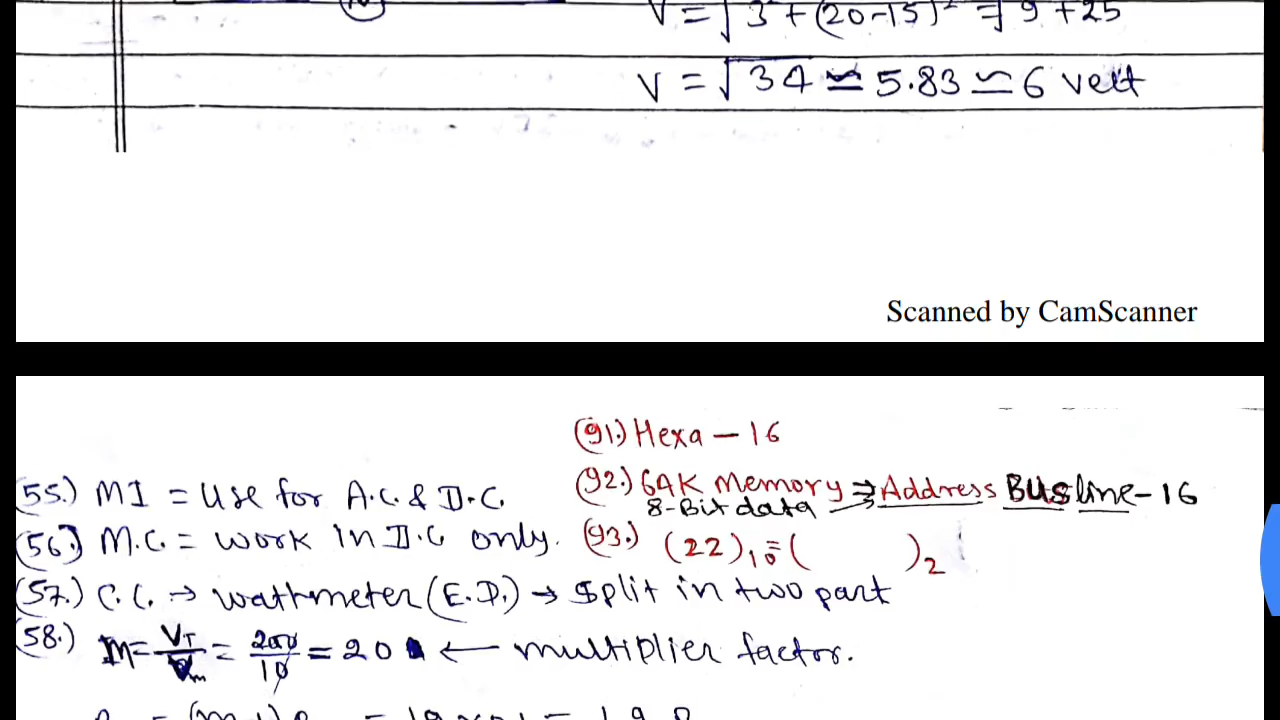 V = √3² + (20-15)² = √9 + 25
V = √34 ≃ 5.83 ≃ 6 volt
Scanned by CamScanner
(91.) Hexa - 16
(55.) MI = Use for A.C. & D.C.
(92.) 64K Memory ⇒ Address Bus line - 16
8-Bit data
(56.) M.C. = work in D.C only.
(93.) (22)₁₀ = ( )₂
(57.) C.C. → wattmeter (E.D.) → split in two part
(58.) m = V_T/V_m = 200/10 = 20 ← multiplier factor.